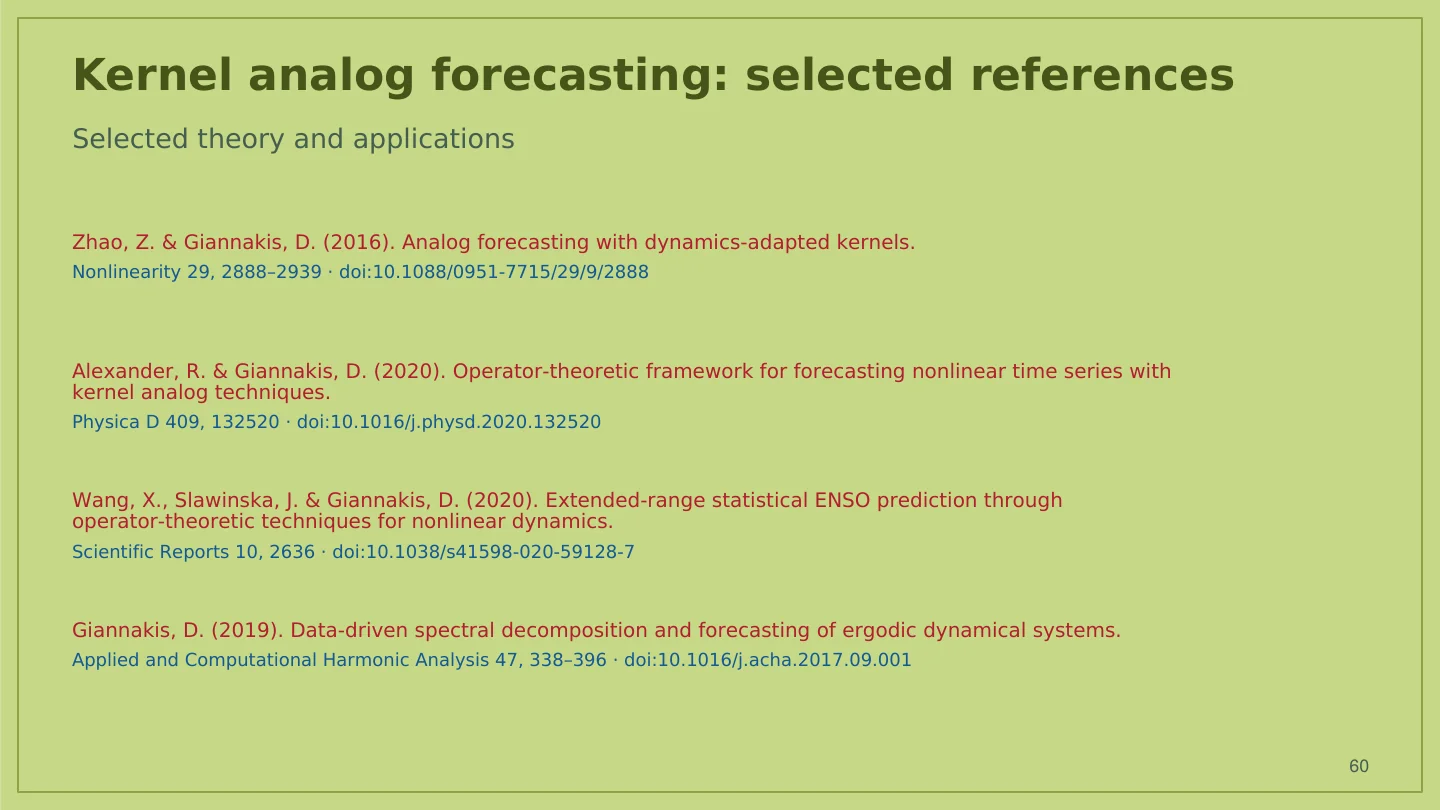 Kernel analog forecasting: selected references
Selected theory and applications
Zhao, Z. & Giannakis, D. (2016). Analog forecasting with dynamics-adapted kernels.
Nonlinearity 29, 2888–2939 · doi:10.1088/0951-7715/29/9/2888
Alexander, R. & Giannakis, D. (2020). Operator-theoretic framework for forecasting nonlinear time series with
kernel analog techniques.
Physica D 409, 132520 · doi:10.1016/j.physd.2020.132520
Wang, X., Slawinska, J. & Giannakis, D. (2020). Extended-range statistical ENSO prediction through
operator-theoretic techniques for nonlinear dynamics.
Scientific Reports 10, 2636 · doi:10.1038/s41598-020-59128-7
Giannakis, D. (2019). Data-driven spectral decomposition and forecasting of ergodic dynamical systems.
Applied and Computational Harmonic Analysis 47, 338–396 · doi:10.1016/j.acha.2017.09.001
60